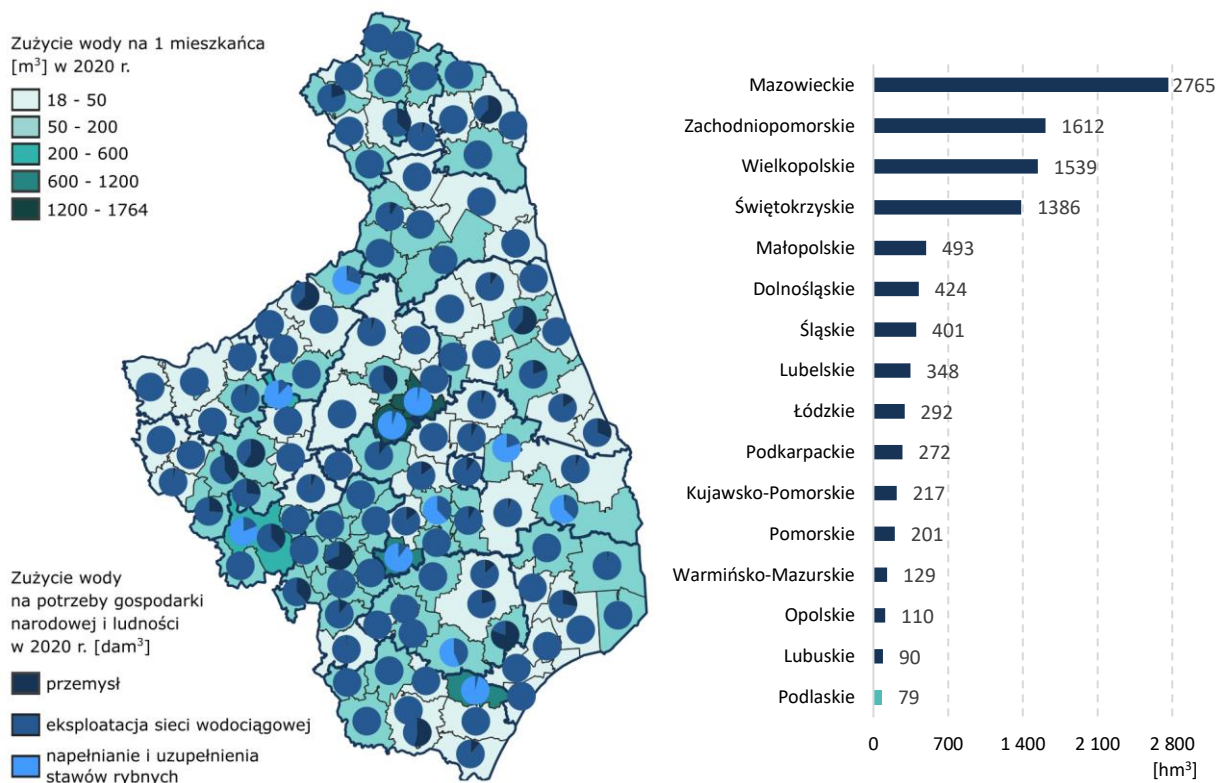 Zużycie wody na 1 mieszkańca
[m³] w 2020 r.
18 - 50
50 - 200
200 - 600
600 - 1200
1200 - 1764
Zużycie wody
na potrzeby gospodarki
narodowej i ludności
w 2020 r. [dam³]
przemysł
eksploatacja sieci wodociągowej
napełnianie i uzupełnienia
stawów rybnych
Mazowieckie 2765
Zachodniopomorskie 1612
Wielkopolskie 1539
Świętokrzyskie 1386
Małopolskie 493
Dolnośląskie 424
Śląskie 401
Lubelskie 348
Łódzkie 292
Podkarpackie 272
Kujawsko-Pomorskie 217
Pomorskie 201
Warmińsko-Mazurskie 129
Opolskie 110
Lubuskie 90
Podlaskie 79
0 700 1 400 2 100 2 800
[hm³]